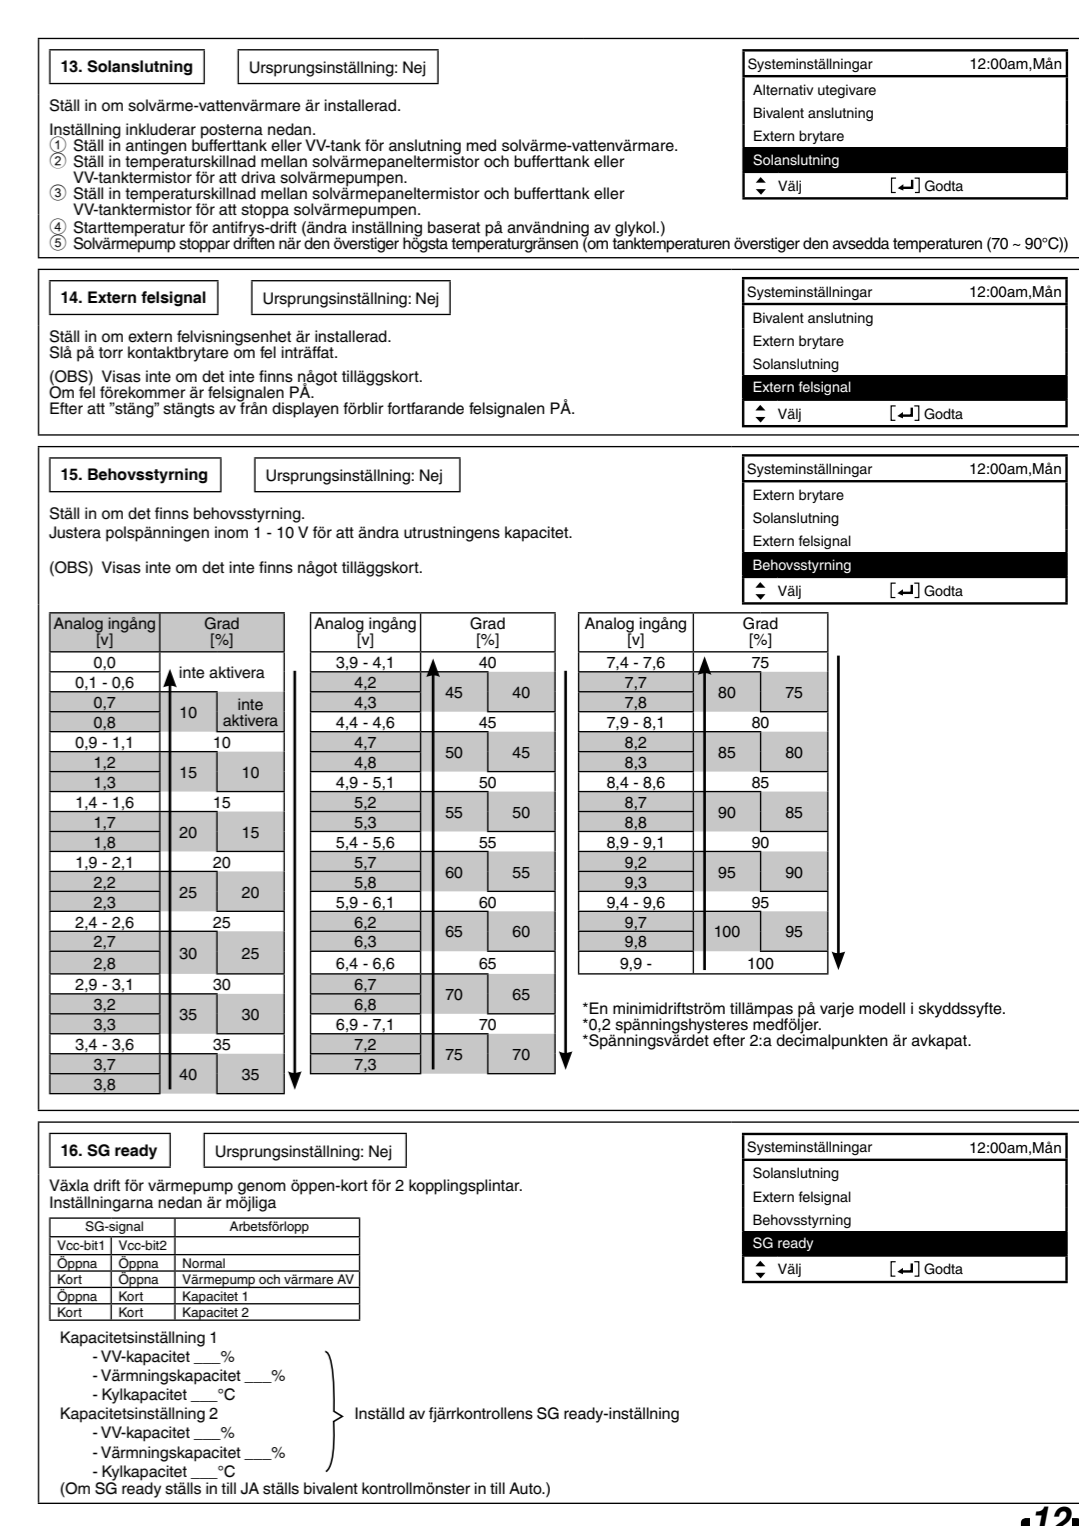 13. Solanslutning
Ursprungsinställning: Nej
Ställ in om solvärme-vattenvärmare är installerad.
Inställning inkluderar posterna nedan.
① Ställ in antingen bufferttank eller VV-tank för anslutning med solvärme-vattenvärmare.
② Ställ in temperaturskillnad mellan solvärmepaneltermistor och bufferttank eller
VV-tanktermistor för att driva solvärmepumpen.
③ Ställ in temperaturskillnad mellan solvärmepaneltermistor och bufferttank eller
VV-tanktermistor för att stoppa solvärmepumpen.
④ Starttemperatur för antifrys-drift (ändra inställning baserat på användning av glykol.)
⑤ Solvärmepump stoppar driften när den överstiger högsta temperaturgränsen (om tanktemperaturen överstiger den avsedda temperaturen (70 ~ 90°C))
Systeminställningar 12:00am,Mån
Alternativ utegivare
Bivalent anslutning
Extern brytare
Solanslutning
Välj [↵] Godta
14. Extern felsignal
Ursprungsinställning: Nej
Ställ in om extern felvisningsenhet är installerad.
Slå på torr kontaktbrytare om fel inträffat.
(OBS) Visas inte om det inte finns något tilläggskort.
Om fel förekommer är felsignalen PÅ.
Efter att ”stäng” stängts av från displayen förblir fortfarande felsignalen PÅ.
Systeminställningar 12:00am,Mån
Bivalent anslutning
Extern brytare
Solanslutning
Extern felsignal
Välj [↵] Godta
15. Behovsstyrning
Ursprungsinställning: Nej
Ställ in om det finns behovsstyrning.
Justera polspänningen inom 1 - 10 V för att ändra utrustningens kapacitet.
(OBS) Visas inte om det inte finns något tilläggskort.
Systeminställningar 12:00am,Mån
Extern brytare
Solanslutning
Extern felsignal
Behovsstyrning
Välj [↵] Godta
Analog ingång [v] Grad [%]
0,0
inte aktivera
0,1 - 0,6
0,7
10 inte aktivera
0,8
0,9 - 1,1 10
1,2
15 10
1,3
1,4 - 1,6 15
1,7
20 15
1,8
1,9 - 2,1 20
2,2
25 20
2,3
2,4 - 2,6 25
2,7
30 25
2,8
2,9 - 3,1 30
3,2
35 30
3,3
3,4 - 3,6 35
3,7
40 35
3,8
Analog ingång [v] Grad [%]
3,9 - 4,1 40
4,2
45 40
4,3
4,4 - 4,6 45
4,7
50 45
4,8
4,9 - 5,1 50
5,2
55 50
5,3
5,4 - 5,6 55
5,7
60 55
5,8
5,9 - 6,1 60
6,2
65 60
6,3
6,4 - 6,6 65
6,7
70 65
6,8
6,9 - 7,1 70
7,2
75 70
7,3
Analog ingång [v] Grad [%]
7,4 - 7,6 75
7,7
80 75
7,8
7,9 - 8,1 80
8,2
85 80
8,3
8,4 - 8,6 85
8,7
90 85
8,8
8,9 - 9,1 90
9,2
95 90
9,3
9,4 - 9,6 95
9,7
100 95
9,8
9,9 - 100
*En minimidriftström tillämpas på varje modell i skyddssyfte.
*0,2 spänningshysteres medföljer.
*Spänningsvärdet efter 2:a decimalpunkten är avkapat.
16. SG ready
Ursprungsinställning: Nej
Växla drift för värmepump genom öppen-kort för 2 kopplingsplintar.
Inställningarna nedan är möjliga
SG-signal Arbetsförlopp
Vcc-bit1 Vcc-bit2
Öppna Öppna Normal
Kort Öppna Värmepump och värmare AV
Öppna Kort Kapacitet 1
Kort Kort Kapacitet 2
Kapacitetsinställning 1
- VV-kapacitet ___%
- Värmningskapacitet ___%
- Kylkapacitet ___°C
Kapacitetsinställning 2
- VV-kapacitet ___%
- Värmningskapacitet ___%
- Kylkapacitet ___°C
Inställd av fjärrkontrollens SG ready-inställning
(Om SG ready ställs in till JA ställs bivalent kontrollmönster in till Auto.)
Systeminställningar 12:00am,Mån
Solanslutning
Extern felsignal
Behovsstyrning
SG ready
Välj [↵] Godta
12